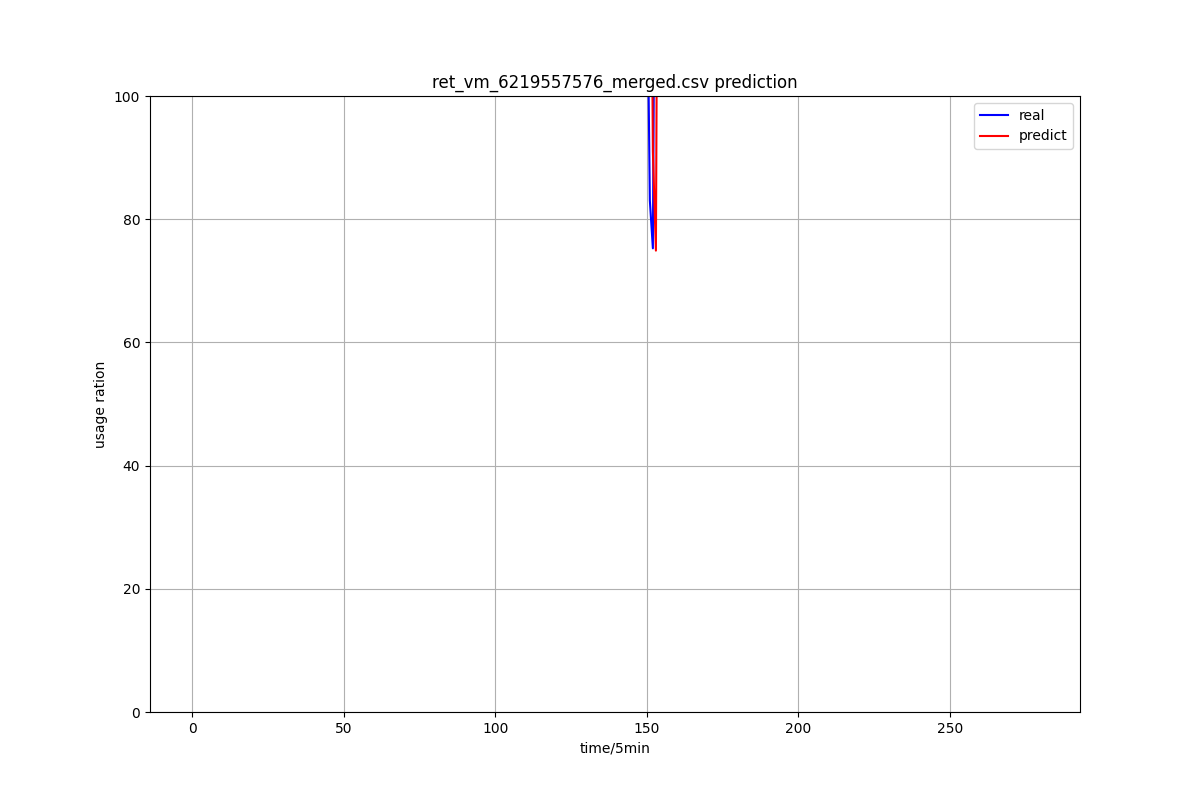 ret_vm_6219557576_merged.csv prediction
real
predict
100
80
60
40
20
0
usage ration
0 50 100 150 200 250
time/5min